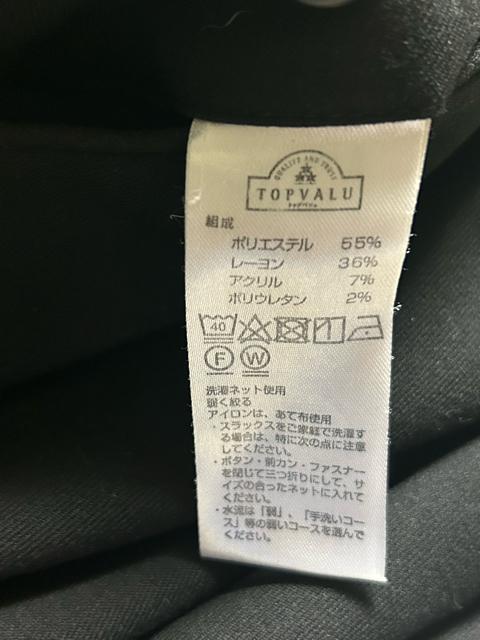 QUALITY AND TRUST
TOPVALU
トップバリュ
組成
ポリエステル 55%
レーヨン 36%
アクリル 7%
ポリウレタン 2%
40
F W
洗濯ネット使用
弱く絞る
アイロンは、あて布使用
・スラックスをご家庭で洗濯す
る場合は、特に次の点に注意
してください。
・ボタン・前カン・ファスナー
を閉じて三つ折りにして、サ
イズの合ったネットに入れて
ください。
・水流は「弱」、「手洗いコー
ス」等の弱いコースを選んで
ください。